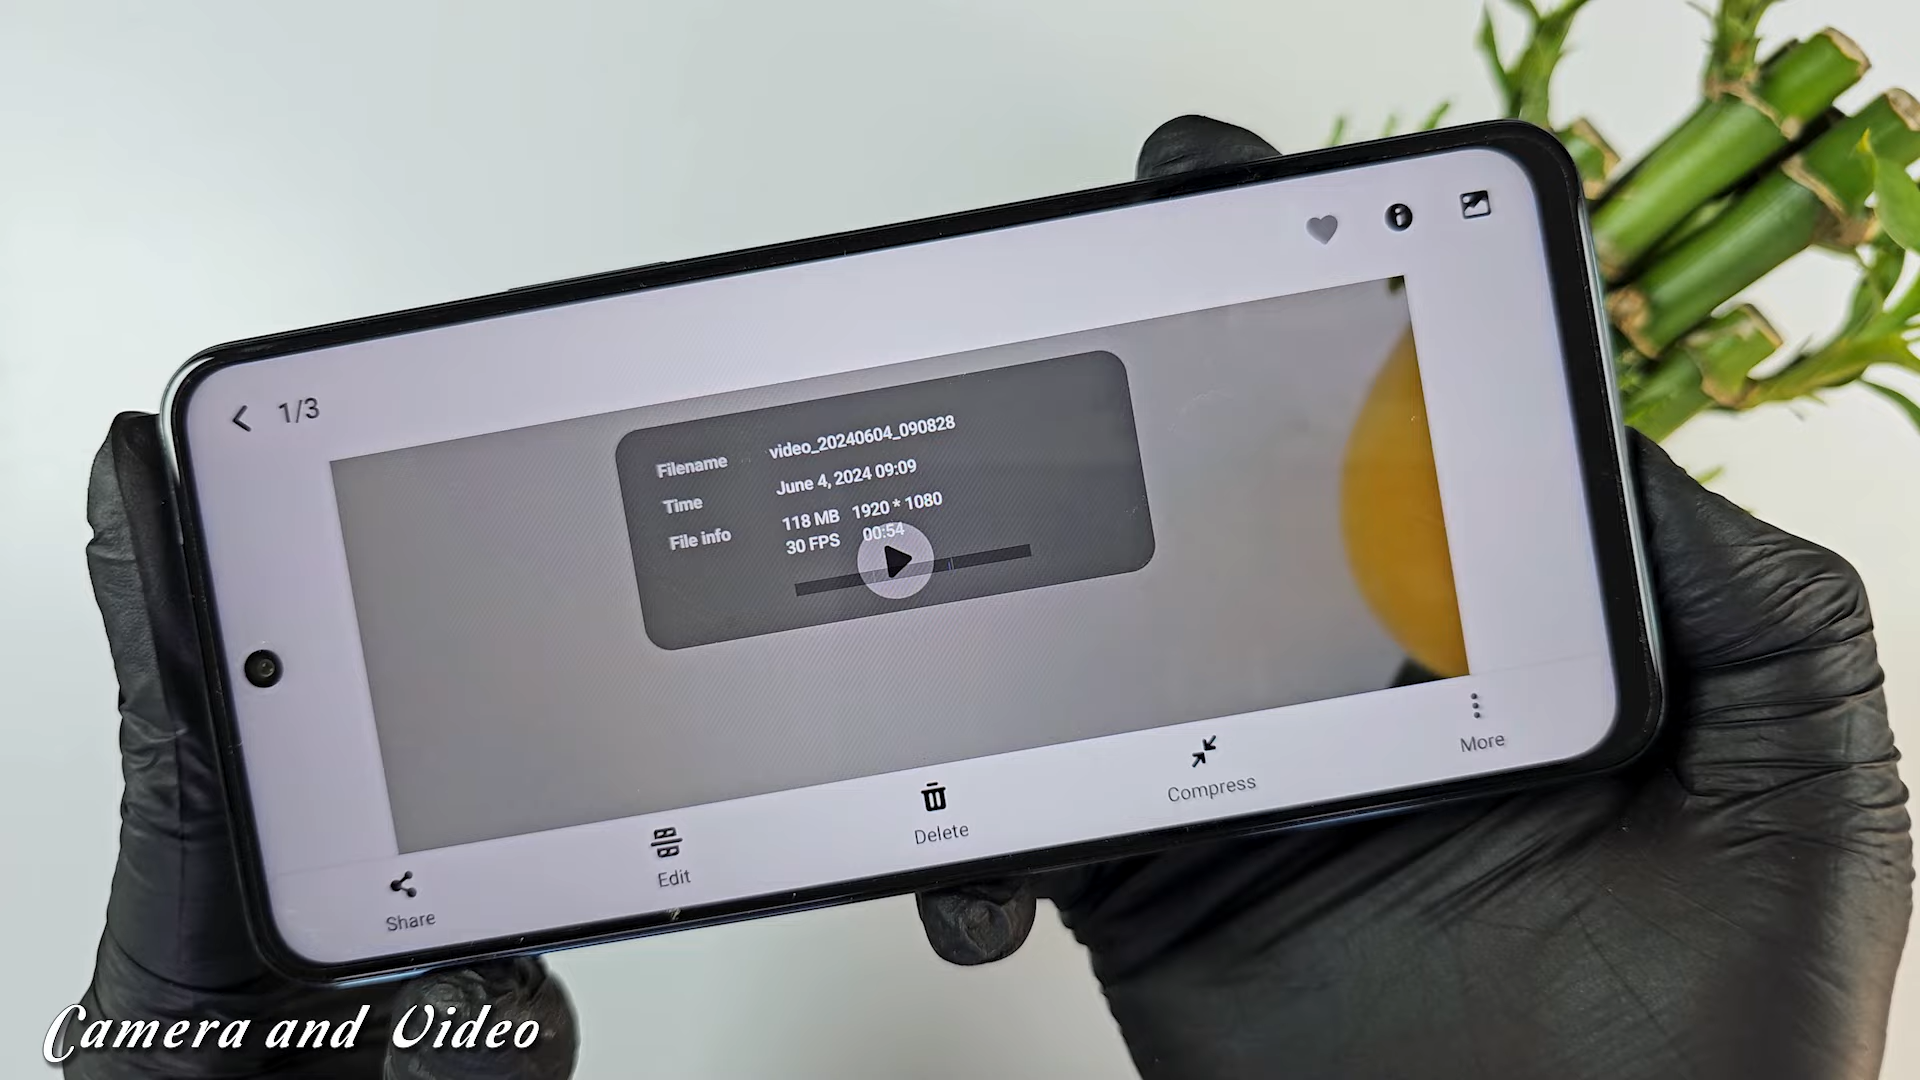 1/3
Filename video_20240604_090828
Time June 4, 2024 09:09
File info 118 MB 1920 * 1080
30 FPS 00:54
Share
Edit
Delete
Compress
More
Camera and Video